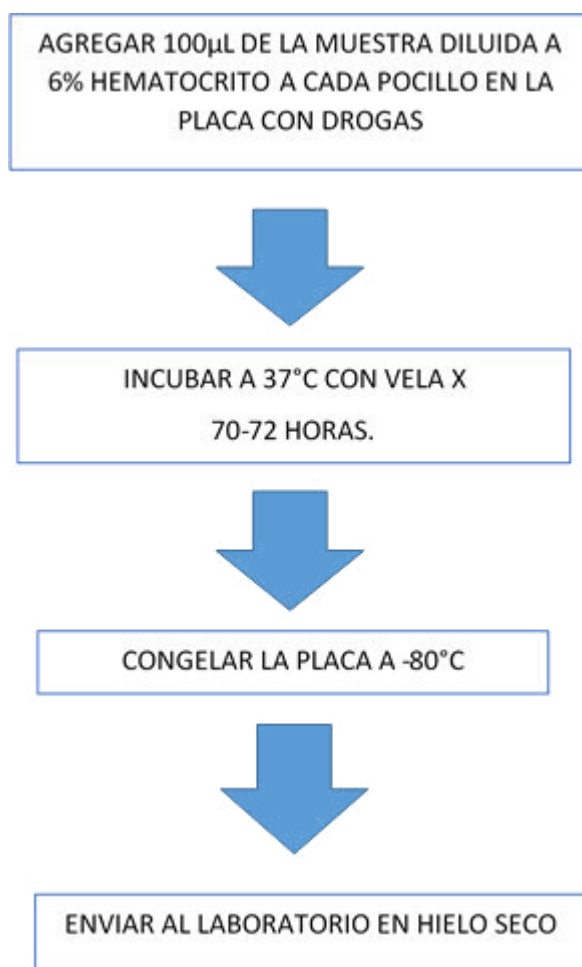 AGREGAR 100µL DE LA MUESTRA DILUIDA A
6% HEMATOCRITO A CADA POCILLO EN LA
PLACA CON DROGAS
INCUBAR A 37°C CON VELA X
70-72 HORAS.
CONGELAR LA PLACA A -80°C
ENVIAR AL LABORATORIO EN HIELO SECO